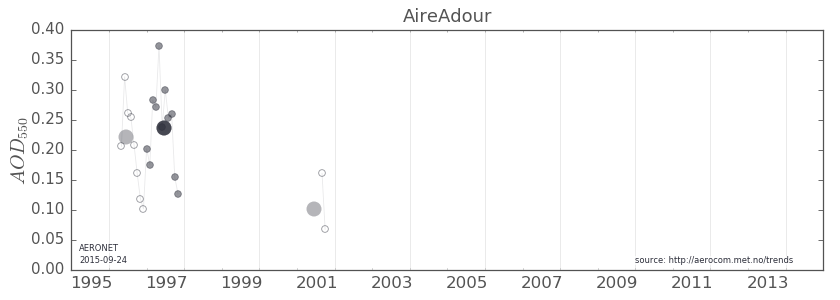 AireAdour
0.40
0.35
0.30
0.25
0.20
0.15
0.10
0.05
0.00
AOD550
AERONET
2015-09-24
source: http://aerocom.met.no/trends
1995 1997 1999 2001 2003 2005 2007 2009 2011 2013